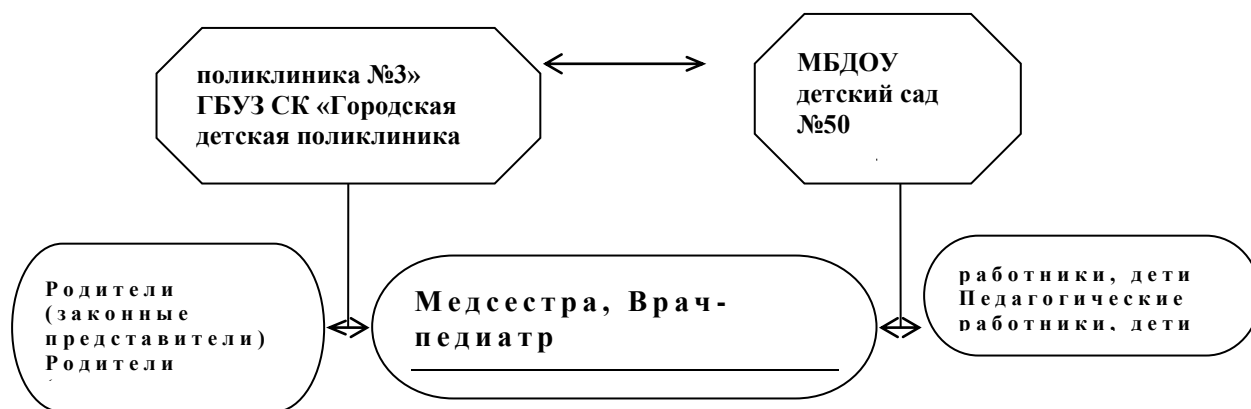 поликлиника №3»
ГБУЗ СК «Городская
детская поликлиника
МБДОУ
детский сад
№50
Родители
(законные
представители)
Родители
Медсестра, Врач-
педиатр
работники, дети
Педагогические
работники, дети